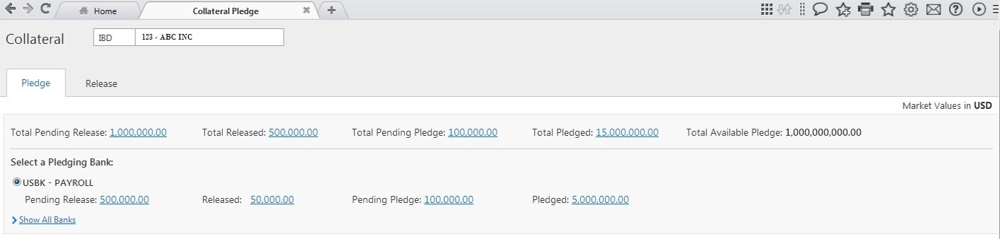 Home Collateral Pledge
Collateral IBD 123 - ABC INC
Pledge Release
Market Values in USD
Total Pending Release: 1,000,000.00 Total Released: 500,000.00 Total Pending Pledge: 100,000.00 Total Pledged: 15,000,000.00 Total Available Pledge: 1,000,000,000.00
Select a Pledging Bank:
USBK - PAYROLL
Pending Release: 500,000.00 Released: 50,000.00 Pending Pledge: 100,000.00 Pledged: 5,000,000.00
Show All Banks